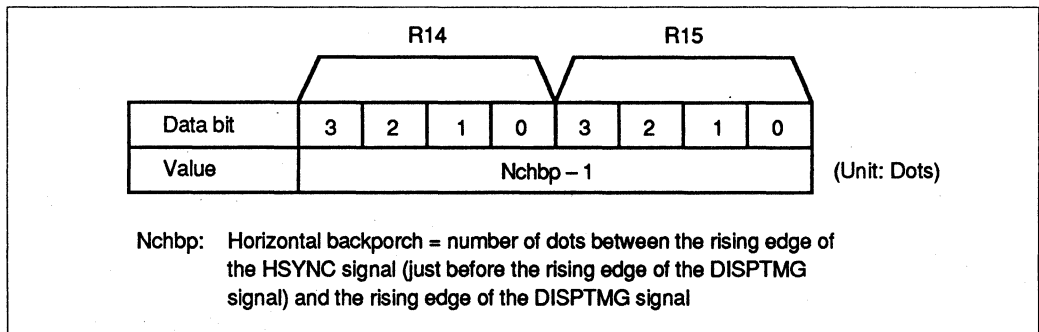 R14 R15
Data bit 3 2 1 0 3 2 1 0
Value Nchbp – 1 (Unit: Dots)
Nchbp: Horizontal backporch = number of dots between the rising edge of
the HSYNC signal (just before the rising edge of the DISPTMG
signal) and the rising edge of the DISPTMG signal